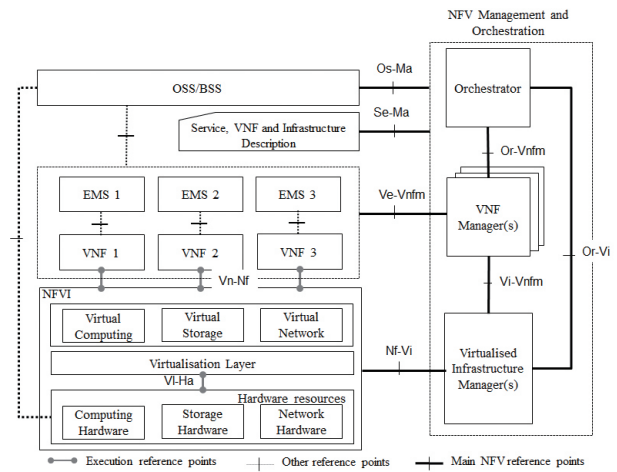 NFV Management and
Orchestration
Os-Ma
OSS/BSS
Orchestrator
Se-Ma
Service, VNF and Infrastructure
Description
Or-Vnfm
EMS 1
EMS 2
EMS 3
Ve-Vnfm
VNF
Manager(s)
VNF 1
VNF 2
VNF 3
Or-Vi
Vn-Nf
Vi-Vnfm
NFVI
Virtual
Computing
Virtual
Storage
Virtual
Network
Virtualisation Layer
Nf-Vi
Virtualised
Infrastructure
Manager(s)
Vl-Ha
Hardware resources
Computing
Hardware
Storage
Hardware
Network
Hardware
Execution reference points
Other reference points
Main NFV reference points